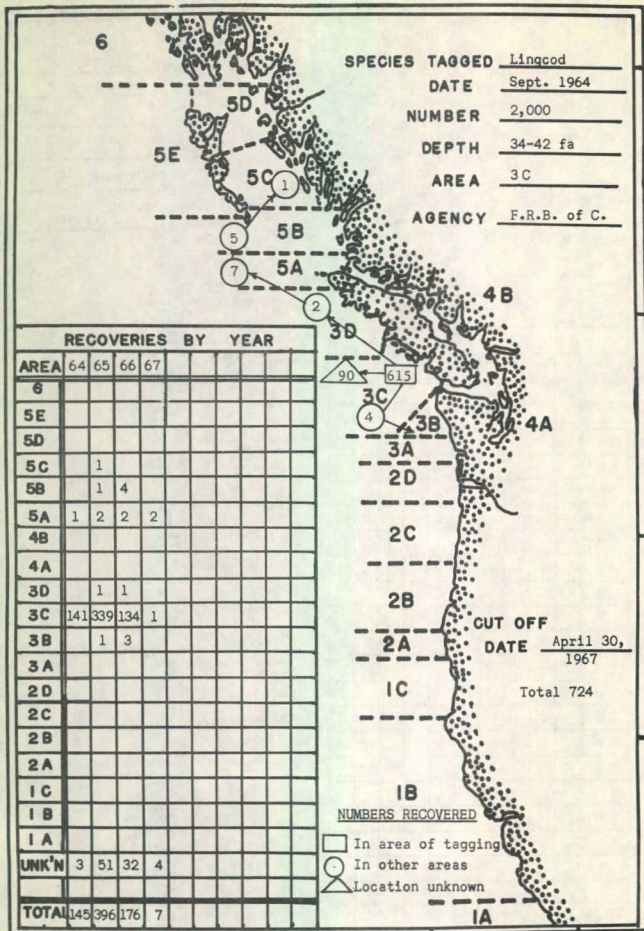 6
5D
5E
5C
1
5
5B
7
5A
2
3D
4B
90
615
3C
4
3B
4A
3A
2D
2C
2B
2A
1C
1B
1A
SPECIES TAGGED Lingcod
DATE Sept. 1964
NUMBER 2,000
DEPTH 34-42 fa
AREA 3C
AGENCY F.R.B. of C.
CUT OFF
DATE April 30,
1967
Total 724
RECOVERIES BY YEAR
AREA 64 65 66 67
6
5E
5D
5C 1
5B 1 4
5A 1 2 2 2
4B
4A
3D 1 1
3C 141 339 134 1
3B 1 3
3A
2D
2C
2B
2A
1C
1B
1A
UNK'N 3 51 32 4
TOTAL 145 396 176 7
NUMBERS RECOVERED
In area of tagging
In other areas
Location unknown